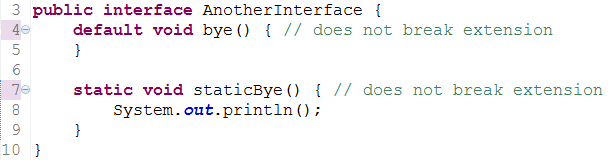 3 public interface AnotherInterface {
4     default void bye() { // does not break extension
5     }
6
7     static void staticBye() { // does not break extension
8         System.out.println();
9     }
10 }